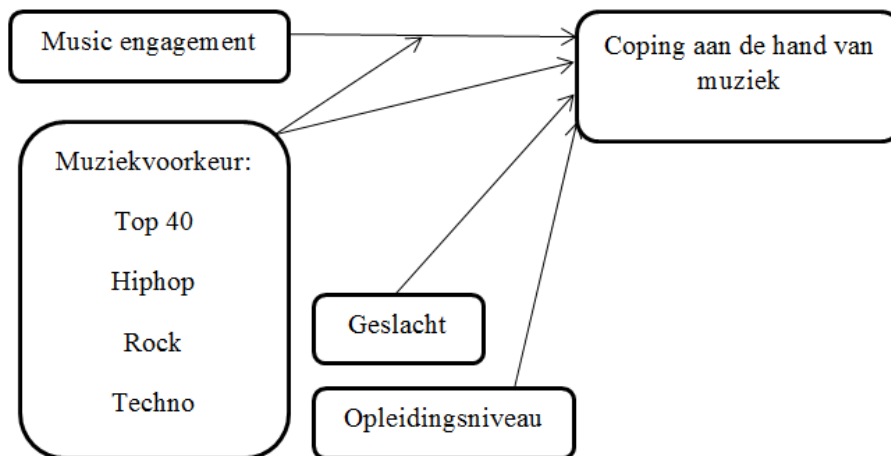 Music engagement
Coping aan de hand van
muziek
Muziekvoorkeur:
Top 40
Hiphop
Rock
Techno
Geslacht
Opleidingsniveau